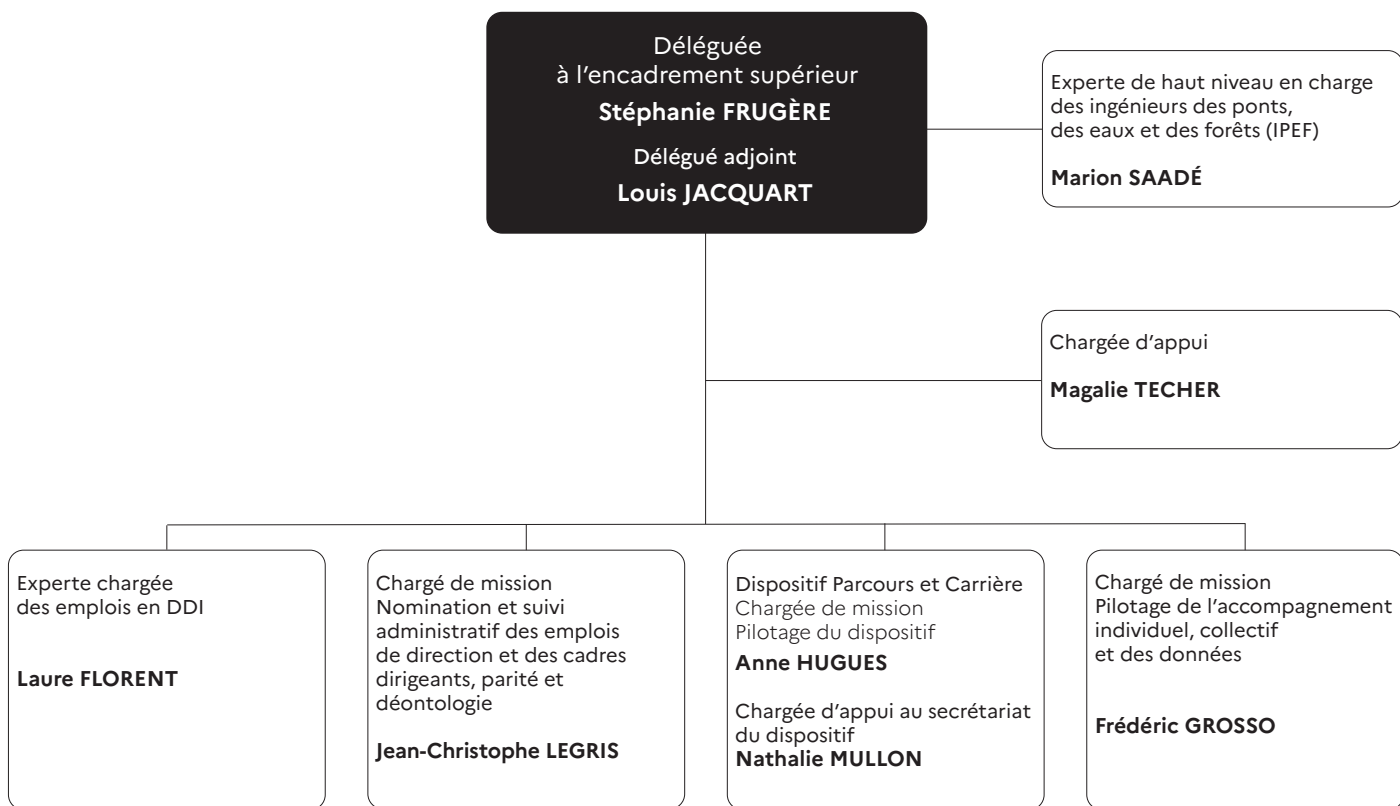 Déléguée
à l'encadrement supérieur
Stéphanie FRUGÈRE
Délégué adjoint
Louis JACQUART
Experte de haut niveau en charge
des ingénieurs des ponts,
des eaux et des forêts (IPEF)
Marion SAADÉ
Chargée d'appui
Magalie TECHER
Experte chargée
des emplois en DDI
Laure FLORENT
Chargé de mission
Nomination et suivi
administratif des emplois
de direction et des cadres
dirigeants, parité et
déontologie
Jean-Christophe LEGRIS
Dispositif Parcours et Carrière
Chargée de mission
Pilotage du dispositif
Anne HUGUES
Chargée d'appui au secrétariat
du dispositif
Nathalie MULLON
Chargé de mission
Pilotage de l'accompagnement
individuel, collectif
et des données
Frédéric GROSSO